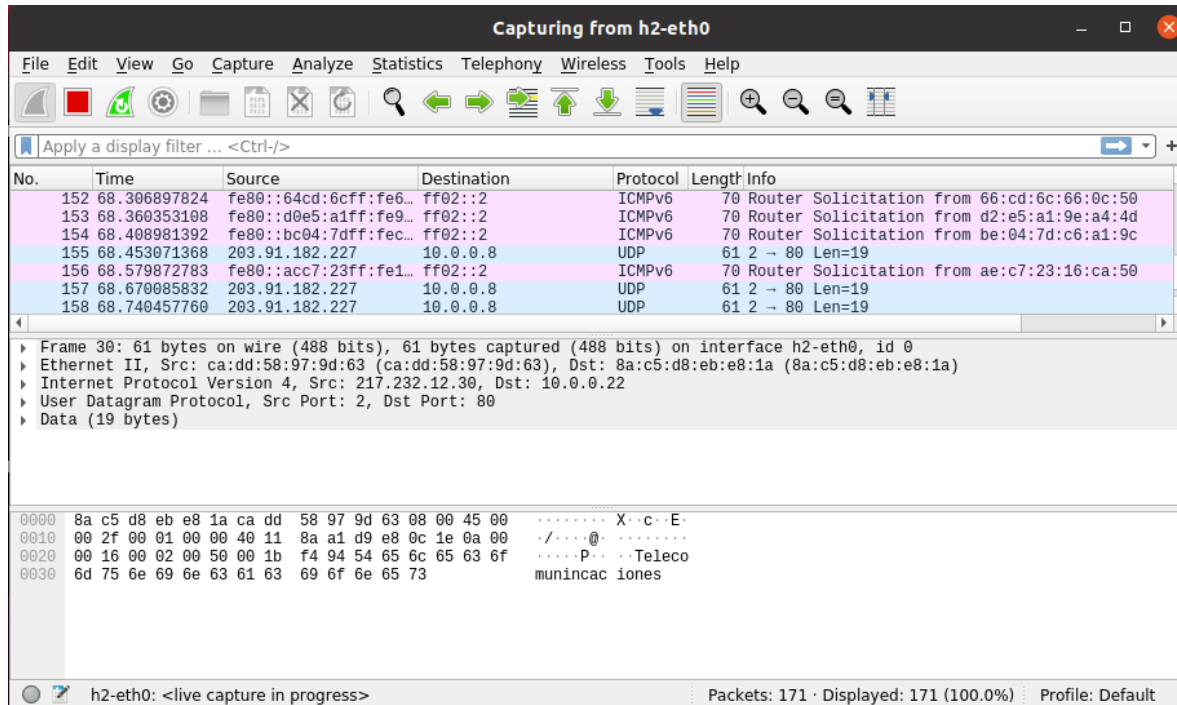 Capturing from h2-eth0
File Edit View Go Capture Analyze Statistics Telephony Wireless Tools Help
Apply a display filter ... <Ctrl-/>
No. Time Source Destination Protocol Length Info
152 68.306897824 fe80::64cd:6cff:fe6… ff02::2 ICMPv6 70 Router Solicitation from 66:cd:6c:66:0c:50
153 68.360353108 fe80::d0e5:a1ff:fe9… ff02::2 ICMPv6 70 Router Solicitation from d2:e5:a1:9e:a4:4d
154 68.408981392 fe80::bc04:7dff:fec… ff02::2 ICMPv6 70 Router Solicitation from be:04:7d:c6:a1:9c
155 68.453071368 203.91.182.227 10.0.0.8 UDP 61 2 → 80 Len=19
156 68.579872783 fe80::acc7:23ff:fe1… ff02::2 ICMPv6 70 Router Solicitation from ae:c7:23:16:ca:50
157 68.670085832 203.91.182.227 10.0.0.8 UDP 61 2 → 80 Len=19
158 68.740457760 203.91.182.227 10.0.0.8 UDP 61 2 → 80 Len=19
Frame 30: 61 bytes on wire (488 bits), 61 bytes captured (488 bits) on interface h2-eth0, id 0
Ethernet II, Src: ca:dd:58:97:9d:63 (ca:dd:58:97:9d:63), Dst: 8a:c5:d8:eb:e8:1a (8a:c5:d8:eb:e8:1a)
Internet Protocol Version 4, Src: 217.232.12.30, Dst: 10.0.0.22
User Datagram Protocol, Src Port: 2, Dst Port: 80
Data (19 bytes)
0000 8a c5 d8 eb e8 1a ca dd 58 97 9d 63 08 00 45 00 ········ X··c··E·
0010 00 2f 00 01 00 00 40 11 8a a1 d9 e8 0c 1e 0a 00 ·/····@· ········
0020 00 16 00 02 00 50 00 1b f4 94 54 65 6c 65 63 6f ·····P·· ··Teleco
0030 6d 75 6e 69 6e 63 61 63 69 6f 6e 65 73 munincac iones
h2-eth0: <live capture in progress> Packets: 171 · Displayed: 171 (100.0%) Profile: Default